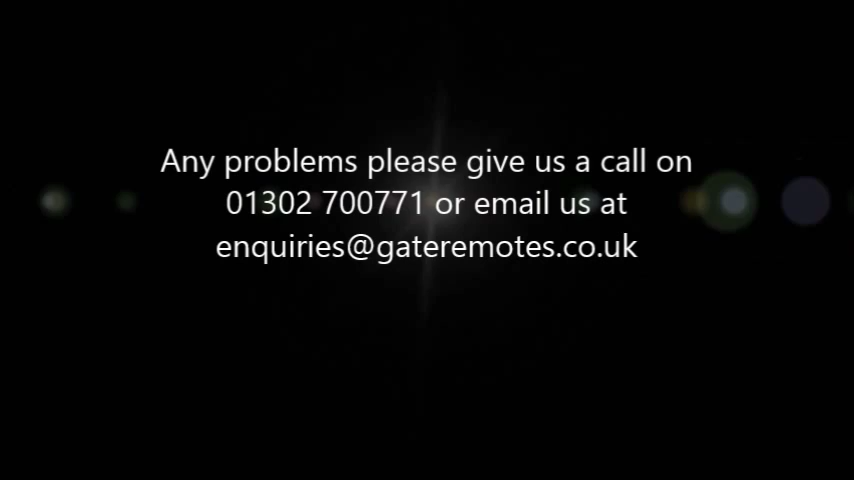 Any problems please give us a call on
01302 700771 or email us at
enquiries@gateremotes.co.uk